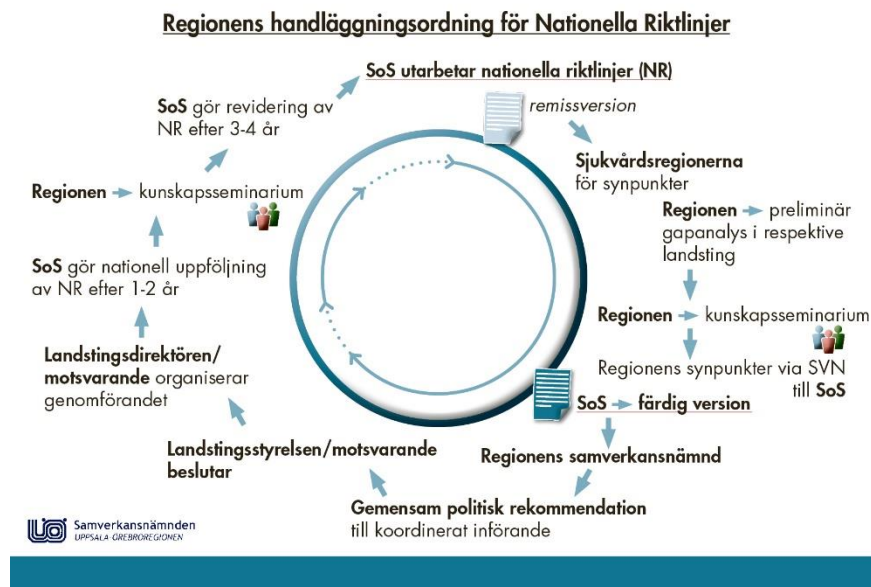 Regionens handläggningsordning för Nationella Riktlinjer
SoS utarbetar nationella riktlinjer (NR)
remissversion
Sjukvårdsregionerna
för synpunkter
Regionen → preliminär
gapanalys i respektive
landsting
Regionen → kunskapsseminarium
Regionens synpunkter via SVN
till SoS
SoS → färdig version
Regionens samverkansnämnd
Gemensam politisk rekommendation
till koordinerat införande
Landstingsstyrelsen/motsvarande
beslutar
Landstingsdirektören/
motsvarande organiserar
genomförandet
SoS gör nationell uppföljning
av NR efter 1-2 år
Regionen → kunskapsseminarium
SoS gör revidering av
NR efter 3-4 år
Samverkansnämnden
UPPSALA-ÖREBROREGIONEN